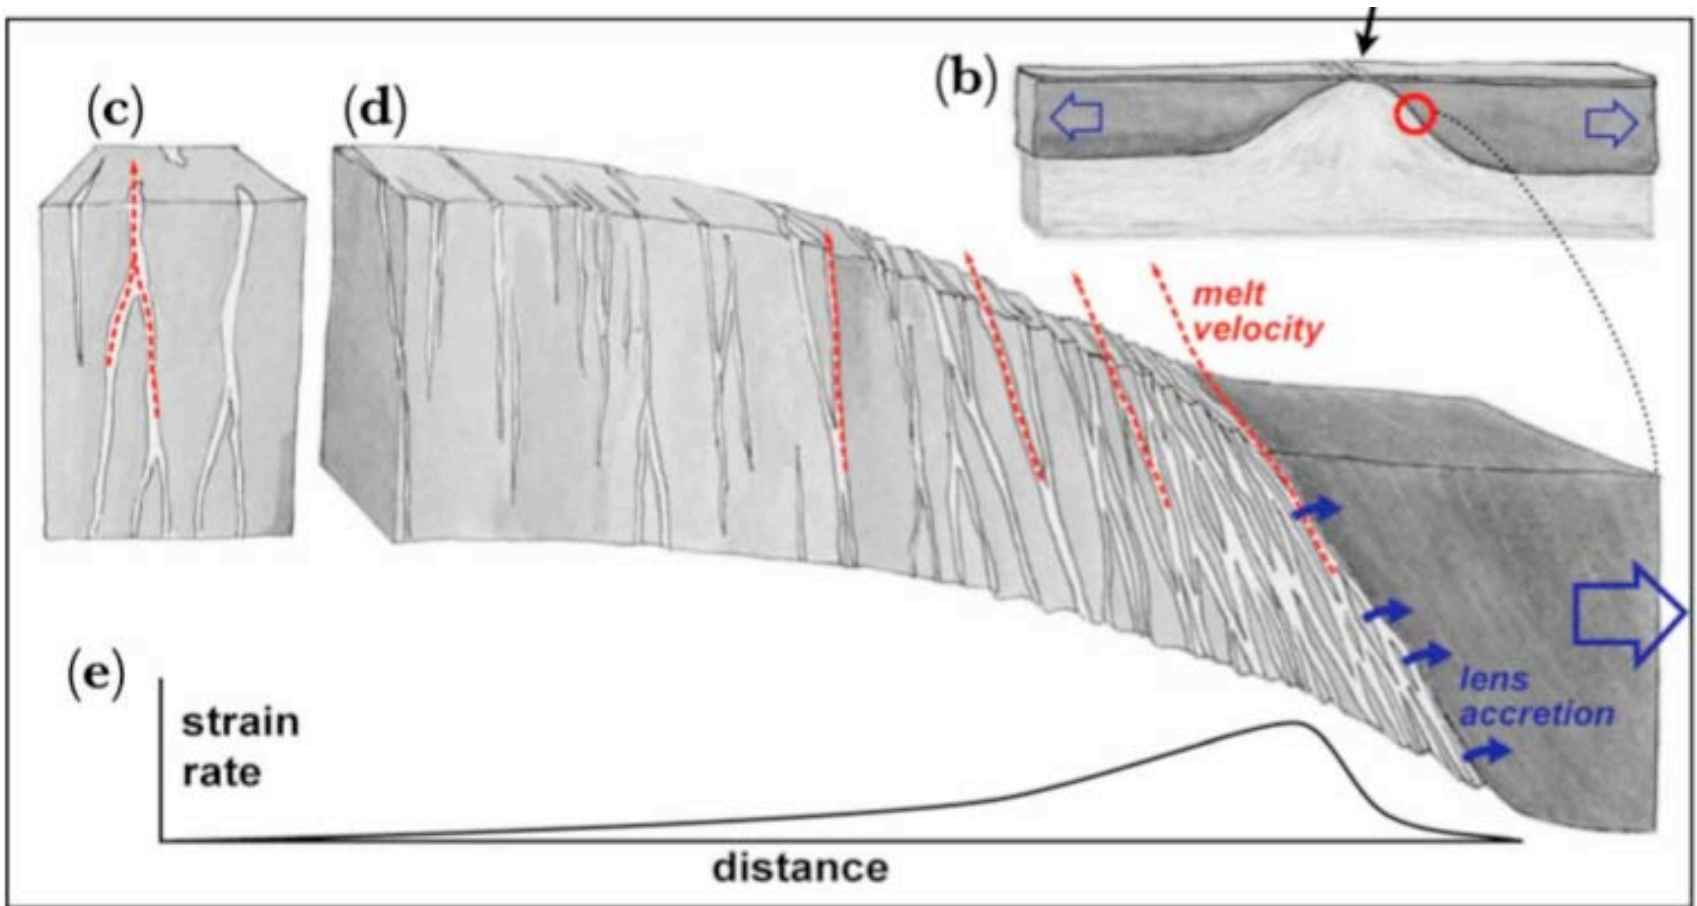 (b)
(c)
(d)
melt
velocity
lens
accretion
(e)
strain
rate
distance